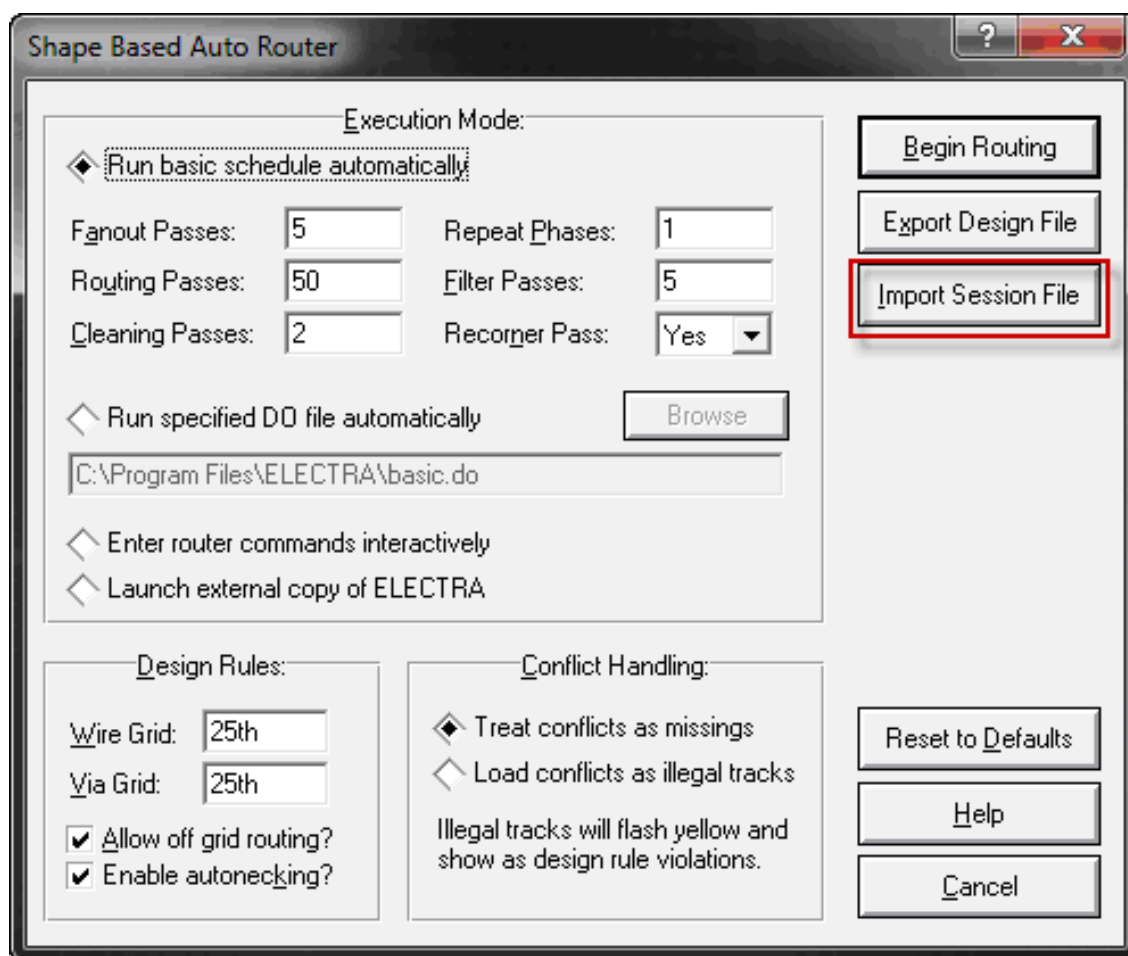 Shape Based Auto Router
?
X
Execution Mode:
Run basic schedule automatically
Fanout Passes: 5 Repeat Phases: 1
Routing Passes: 50 Filter Passes: 5
Cleaning Passes: 2 Recorner Pass: Yes
Run specified DO file automatically Browse
C:\Program Files\ELECTRA\basic.do
Enter router commands interactively
Launch external copy of ELECTRA
Begin Routing
Export Design File
Import Session File
Design Rules:
Wire Grid: 25th
Via Grid: 25th
Allow off grid routing?
Enable autonecking?
Conflict Handling:
Treat conflicts as missings
Load conflicts as illegal tracks
Illegal tracks will flash yellow and
show as design rule violations.
Reset to Defaults
Help
Cancel